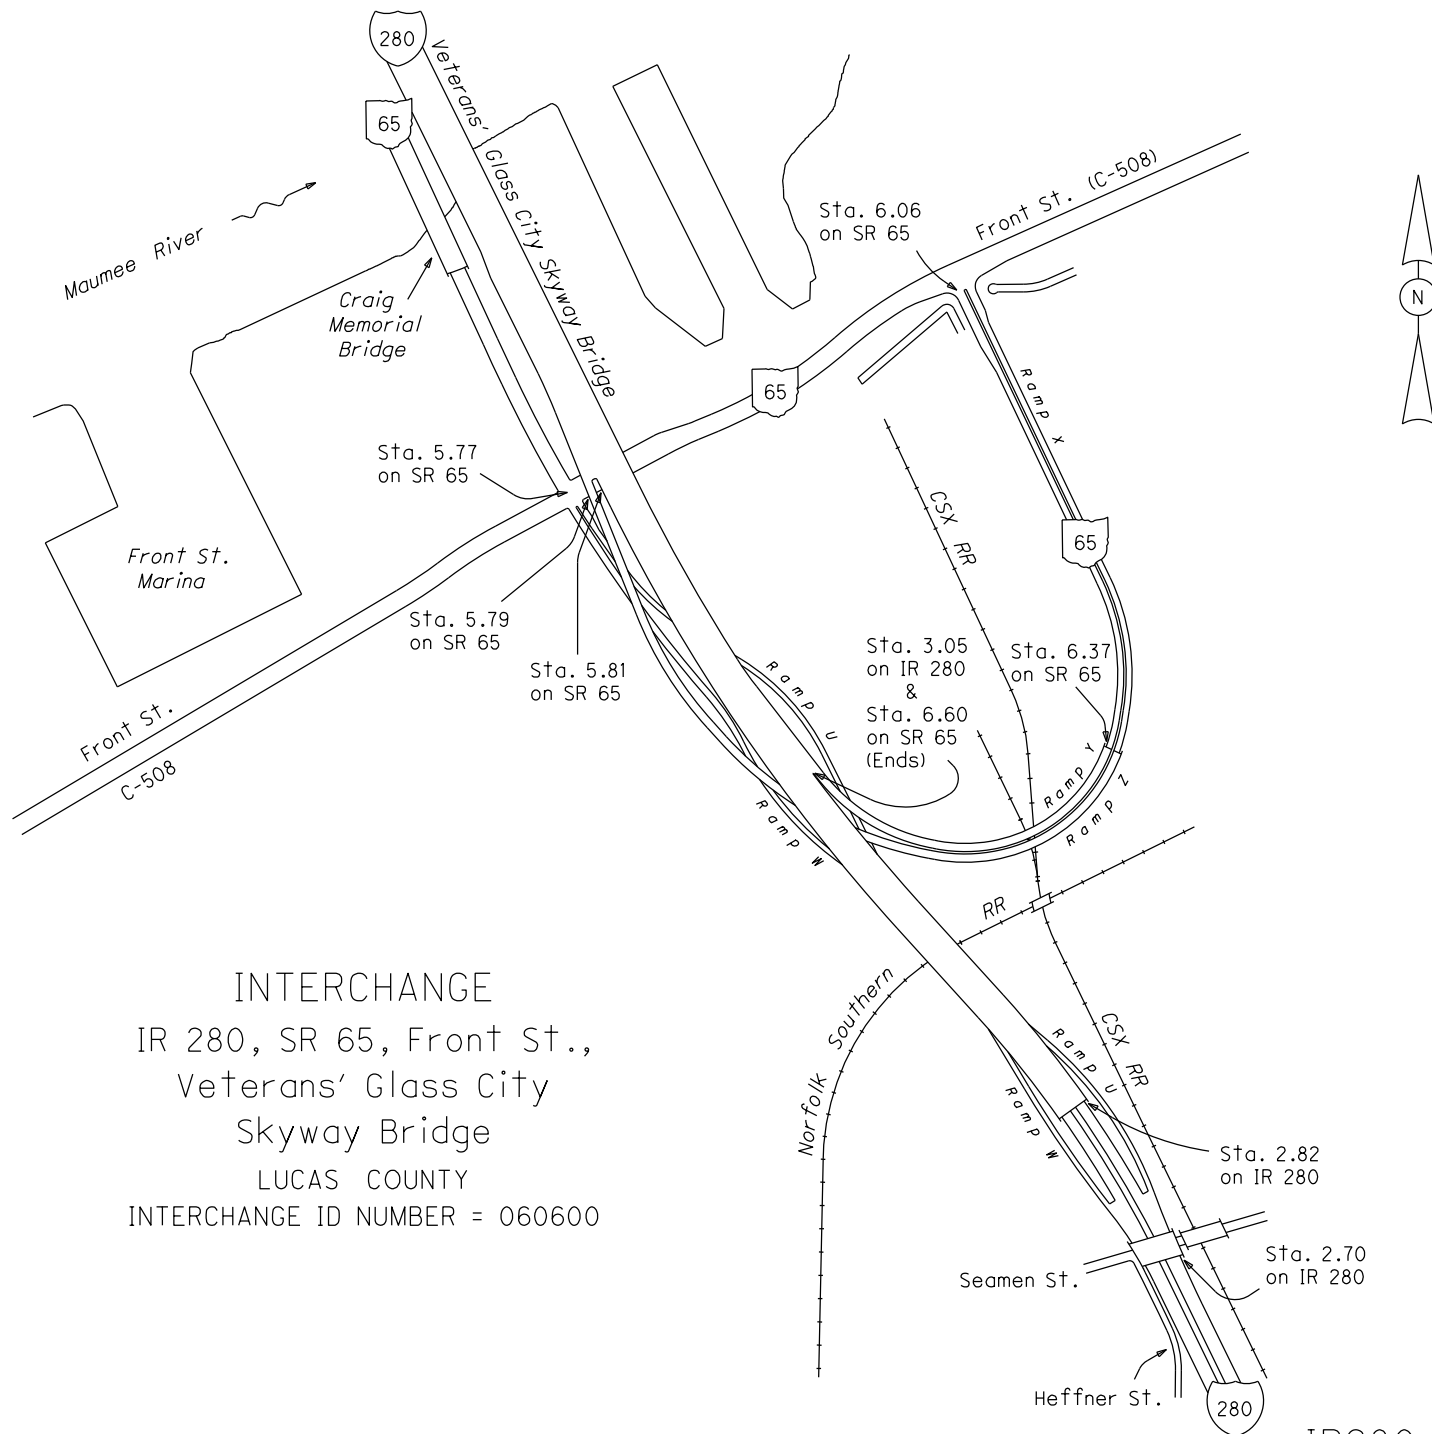 280
65
Veterans' Glass City Skyway Bridge
Maumee River
Craig
Memorial
Bridge
Sta. 6.06
on SR 65
Front St. (C-508)
N
65
Ramp X
Sta. 5.77
on SR 65
CSX RR
65
Front St.
Marina
Sta. 5.79
on SR 65
Sta. 5.81
on SR 65
Ramp U
Sta. 3.05
on IR 280
&
Sta. 6.60
on SR 65
(Ends)
Sta. 6.37
on SR 65
Front St.
C-508
Ramp Y
Ramp Z
Ramp W
RR
Norfolk Southern
INTERCHANGE
IR 280, SR 65, Front St.,
Veterans' Glass City
Skyway Bridge
LUCAS COUNTY
INTERCHANGE ID NUMBER = 060600
Ramp U
CSX RR
Ramp W
Sta. 2.82
on IR 280
Seamen St.
Sta. 2.70
on IR 280
Heffner St.
280